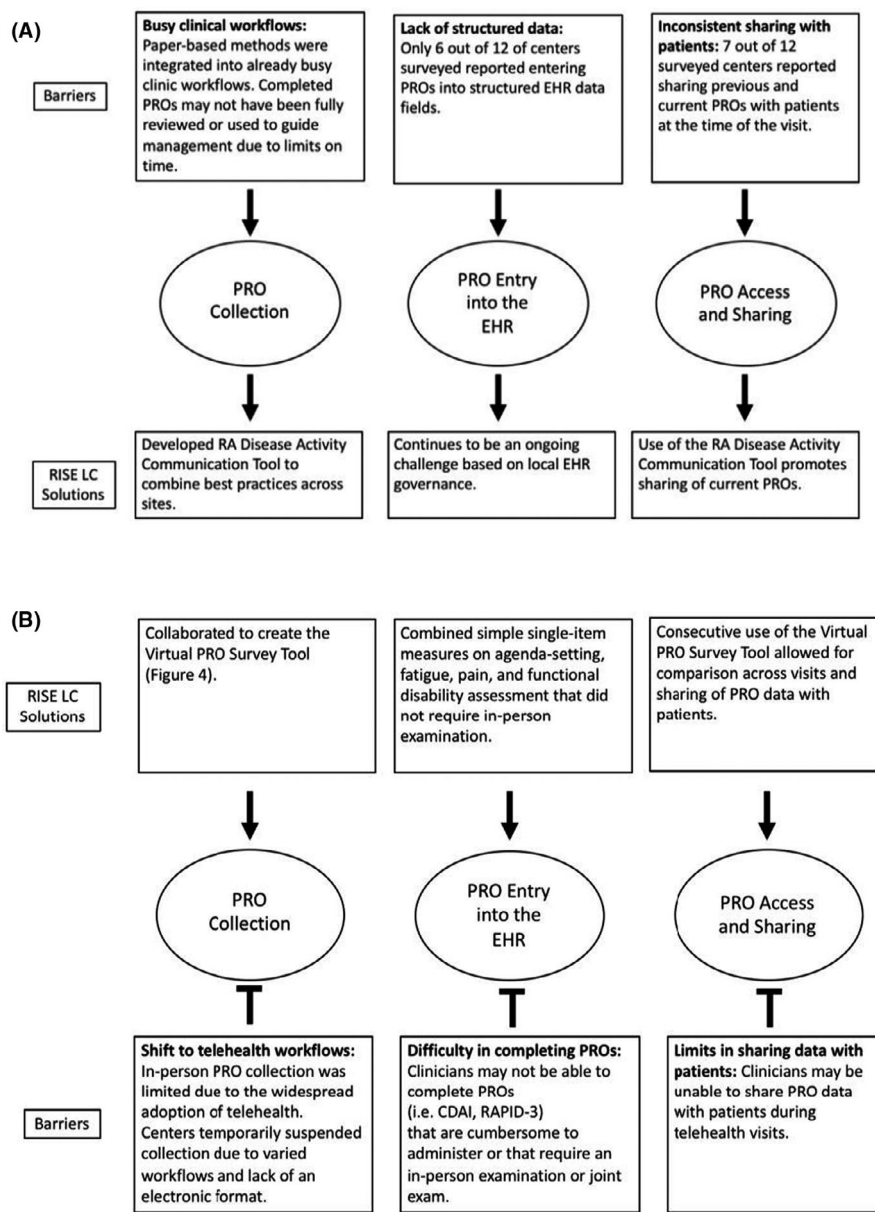 (A)
Barriers
Busy clinical workflows:
Paper-based methods were
integrated into already busy
clinic workflows. Completed
PROs may not have been fully
reviewed or used to guide
management due to limits on
time.
Lack of structured data:
Only 6 out of 12 of centers
surveyed reported entering
PROs into structured EHR data
fields.
Inconsistent sharing with
patients: 7 out of 12
surveyed centers reported
sharing previous and
current PROs with patients
at the time of the visit.
PRO
Collection
PRO Entry
into the
EHR
PRO Access
and Sharing
RISE LC
Solutions
Developed RA Disease Activity
Communication Tool to
combine best practices across
sites.
Continues to be an ongoing
challenge based on local EHR
governance.
Use of the RA Disease Activity
Communication Tool promotes
sharing of current PROs.
(B)
RISE LC
Solutions
Collaborated to create the
Virtual PRO Survey Tool
(Figure 4).
Combined simple single-item
measures on agenda-setting,
fatigue, pain, and functional
disability assessment that did
not require in-person
examination.
Consecutive use of the Virtual
PRO Survey Tool allowed for
comparison across visits and
sharing of PRO data with
patients.
PRO
Collection
PRO Entry
into the
EHR
PRO Access
and Sharing
Barriers
Shift to telehealth workflows:
In-person PRO collection was
limited due to the widespread
adoption of telehealth.
Centers temporarily suspended
collection due to varied
workflows and lack of an
electronic format.
Difficulty in completing PROs:
Clinicians may not be able to
complete PROs
(i.e. CDAI, RAPID-3)
that are cumbersome to
administer or that require an
in-person examination or joint
exam.
Limits in sharing data with
patients: Clinicians may be
unable to share PRO data
with patients during
telehealth visits.